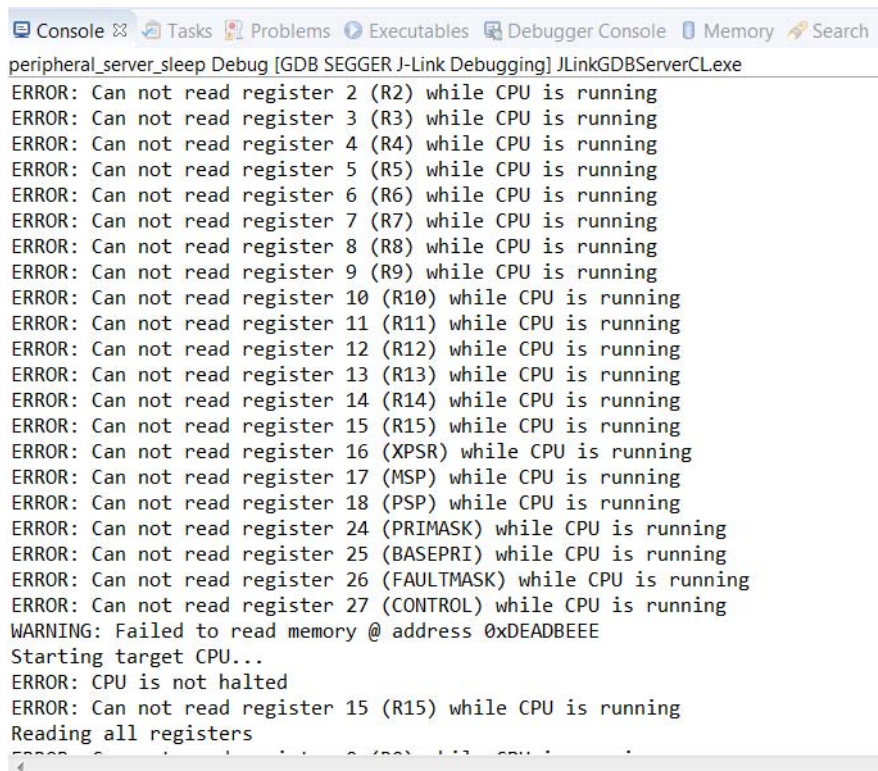 Console Tasks Problems Executables Debugger Console Memory Search
peripheral_server_sleep Debug [GDB SEGGER J-Link Debugging] JLinkGDBServerCL.exe
ERROR: Can not read register 2 (R2) while CPU is running
ERROR: Can not read register 3 (R3) while CPU is running
ERROR: Can not read register 4 (R4) while CPU is running
ERROR: Can not read register 5 (R5) while CPU is running
ERROR: Can not read register 6 (R6) while CPU is running
ERROR: Can not read register 7 (R7) while CPU is running
ERROR: Can not read register 8 (R8) while CPU is running
ERROR: Can not read register 9 (R9) while CPU is running
ERROR: Can not read register 10 (R10) while CPU is running
ERROR: Can not read register 11 (R11) while CPU is running
ERROR: Can not read register 12 (R12) while CPU is running
ERROR: Can not read register 13 (R13) while CPU is running
ERROR: Can not read register 14 (R14) while CPU is running
ERROR: Can not read register 15 (R15) while CPU is running
ERROR: Can not read register 16 (XPSR) while CPU is running
ERROR: Can not read register 17 (MSP) while CPU is running
ERROR: Can not read register 18 (PSP) while CPU is running
ERROR: Can not read register 24 (PRIMASK) while CPU is running
ERROR: Can not read register 25 (BASEPRI) while CPU is running
ERROR: Can not read register 26 (FAULTMASK) while CPU is running
ERROR: Can not read register 27 (CONTROL) while CPU is running
WARNING: Failed to read memory @ address 0xDEADBEEE
Starting target CPU...
ERROR: CPU is not halted
ERROR: Can not read register 15 (R15) while CPU is running
Reading all registers